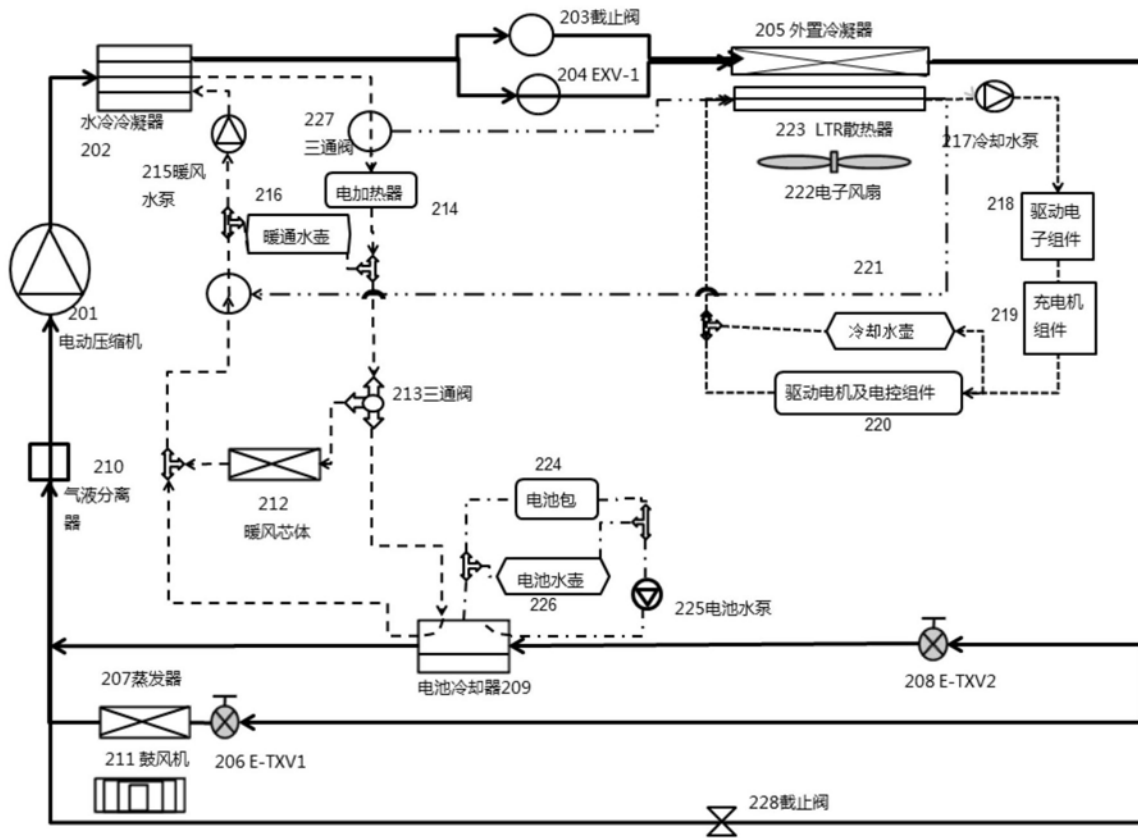 203截止阀
205 外置冷凝器
204 EXV-1
水冷冷凝器
202
227
三通阀
223 LTR散热器
217冷却水泵
215暖风
水泵
216
电加热器
214
222电子风扇
218
驱动电
子组件
暖通水壶
221
201
电动压缩机
219
充电机
组件
冷却水壶
213三通阀
驱动电机及电控组件
220
210
气液分离
器
212
暖风芯体
224
电池包
电池水壶
226
225电池水泵
207蒸发器
电池冷却器209
208 E-TXV2
211 鼓风机
206 E-TXV1
228截止阀